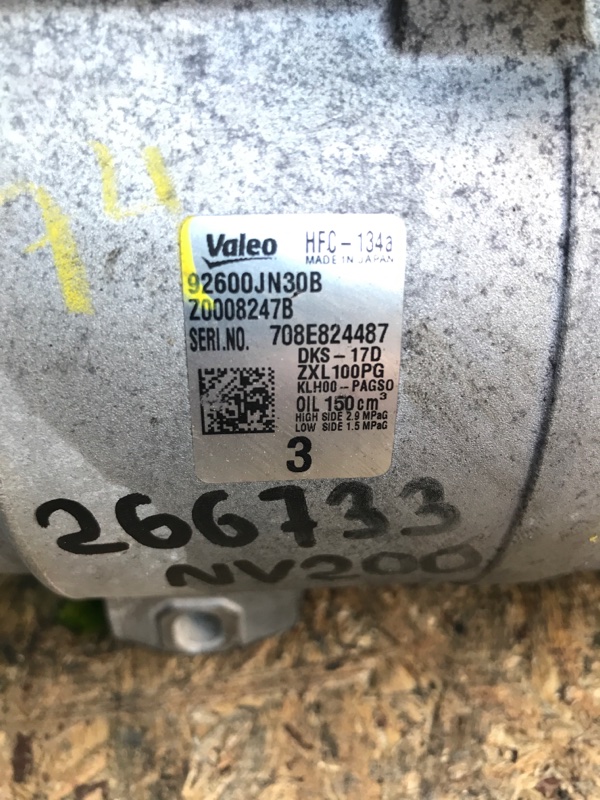 74
Valeo HFC-134a
MADE IN JAPAN
92600JN30B
Z0008247B
SERI.NO. 708E824487
DKS-17D
ZXL100PG
KLH00-PAGSO
OIL 150cm³
HIGH SIDE 2.9 MPaG
LOW SIDE 1.5 MPaG
3
266733
NV200